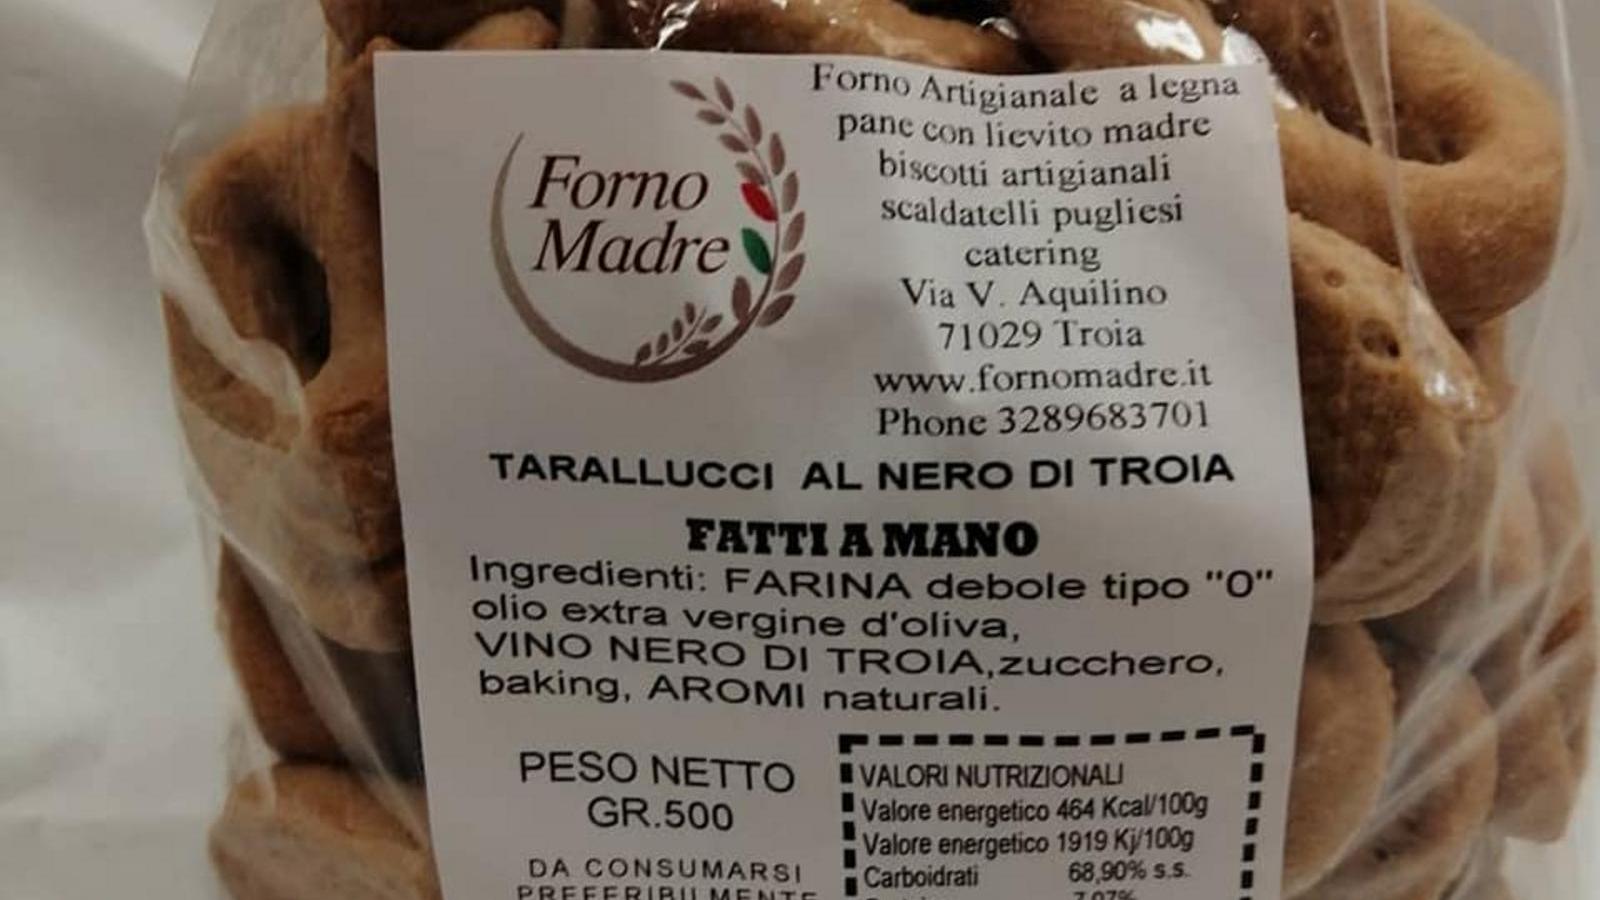 Forno
Madre
Forno Artigianale a legna
pane con lievito madre
biscotti artigianali
scaldatelli pugliesi
catering
Via V. Aquilino
71029 Troia
www.fornomadre.it
Phone 3289683701
TARALLUCCI AL NERO DI TROIA
FATTI A MANO
Ingredienti: FARINA debole tipo "0"
olio extra vergine d'oliva,
VINO NERO DI TROIA,zucchero,
baking, AROMI naturali.
PESO NETTO
GR.500
DA CONSUMARSI
PREFERIBILMENTE
VALORI NUTRIZIONALI
Valore energetico 464 Kcal/100g
Valore energetico 1919 Kj/100g
Carboidrati 68,90% s.s.